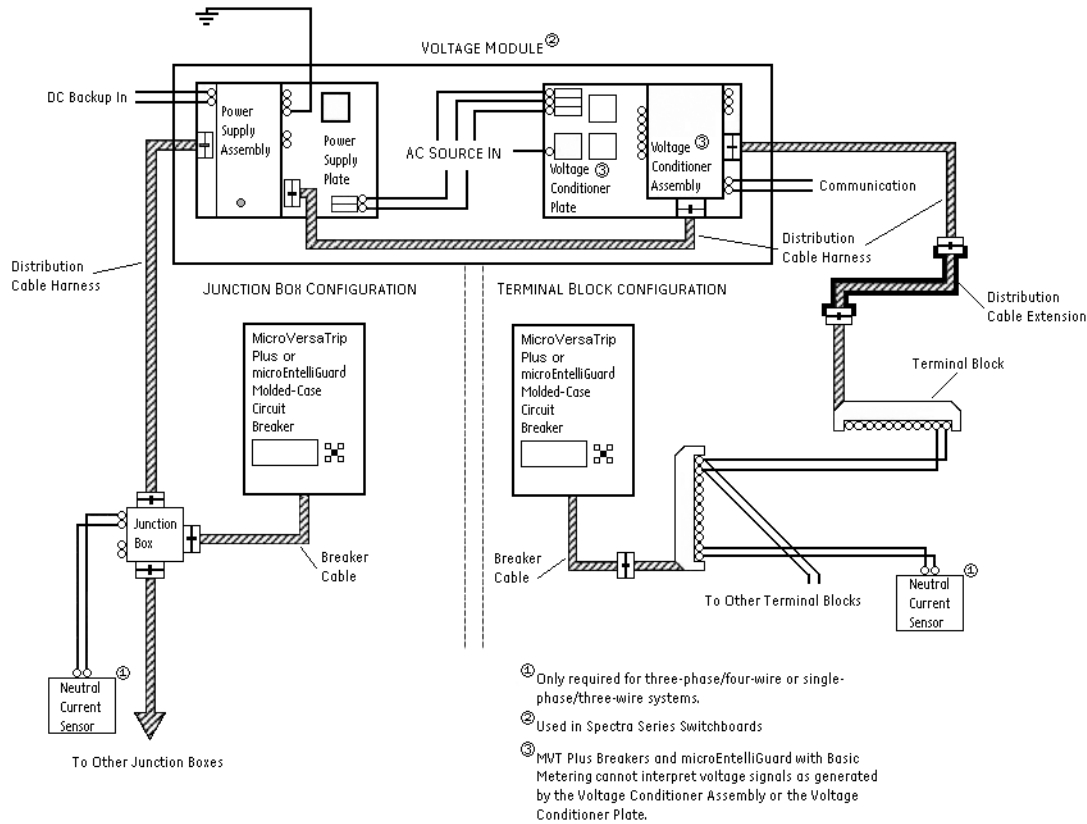 VOLTAGE MODULE ②
DC Backup In
Power
Supply
Assembly
Power
Supply
Plate
AC SOURCE IN
Voltage ③
Conditioner
Plate
Voltage ③
Conditioner
Assembly
Communication
Distribution
Cable Harness
Distribution
Cable Harness
Distribution
Cable Extension
JUNCTION BOX CONFIGURATION
TERMINAL BLOCK CONFIGURATION
MicroVersaTrip
Plus or
microEntelliGuard
Molded-Case
Circuit
Breaker
MicroVersaTrip
Plus or
microEntelliGuard
Molded-Case
Circuit
Breaker
Terminal Block
Junction
Box
Breaker
Cable
Breaker
Cable
To Other Terminal Blocks
①
Neutral
Current
Sensor
①
Neutral
Current
Sensor
To Other Junction Boxes
① Only required for three-phase/four-wire or single-
phase/three-wire systems.
② Used in Spectra Series Switchboards
③ MVT Plus Breakers and microEntelliGuard with Basic
Metering cannot interpret voltage signals as generated
by the Voltage Conditioner Assembly or the Voltage
Conditioner Plate.